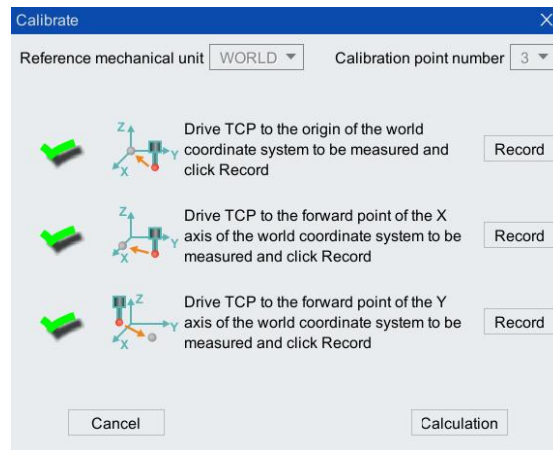 Calibrate X
Reference mechanical unit WORLD Calibration point number 3
Z
Y
X
Drive TCP to the origin of the world
coordinate system to be measured and
click Record
Record
Z
Y
X
Drive TCP to the forward point of the X
axis of the world coordinate system to be
measured and click Record
Record
Z
Y
X
Drive TCP to the forward point of the Y
axis of the world coordinate system to be
measured and click Record
Record
Cancel Calculation